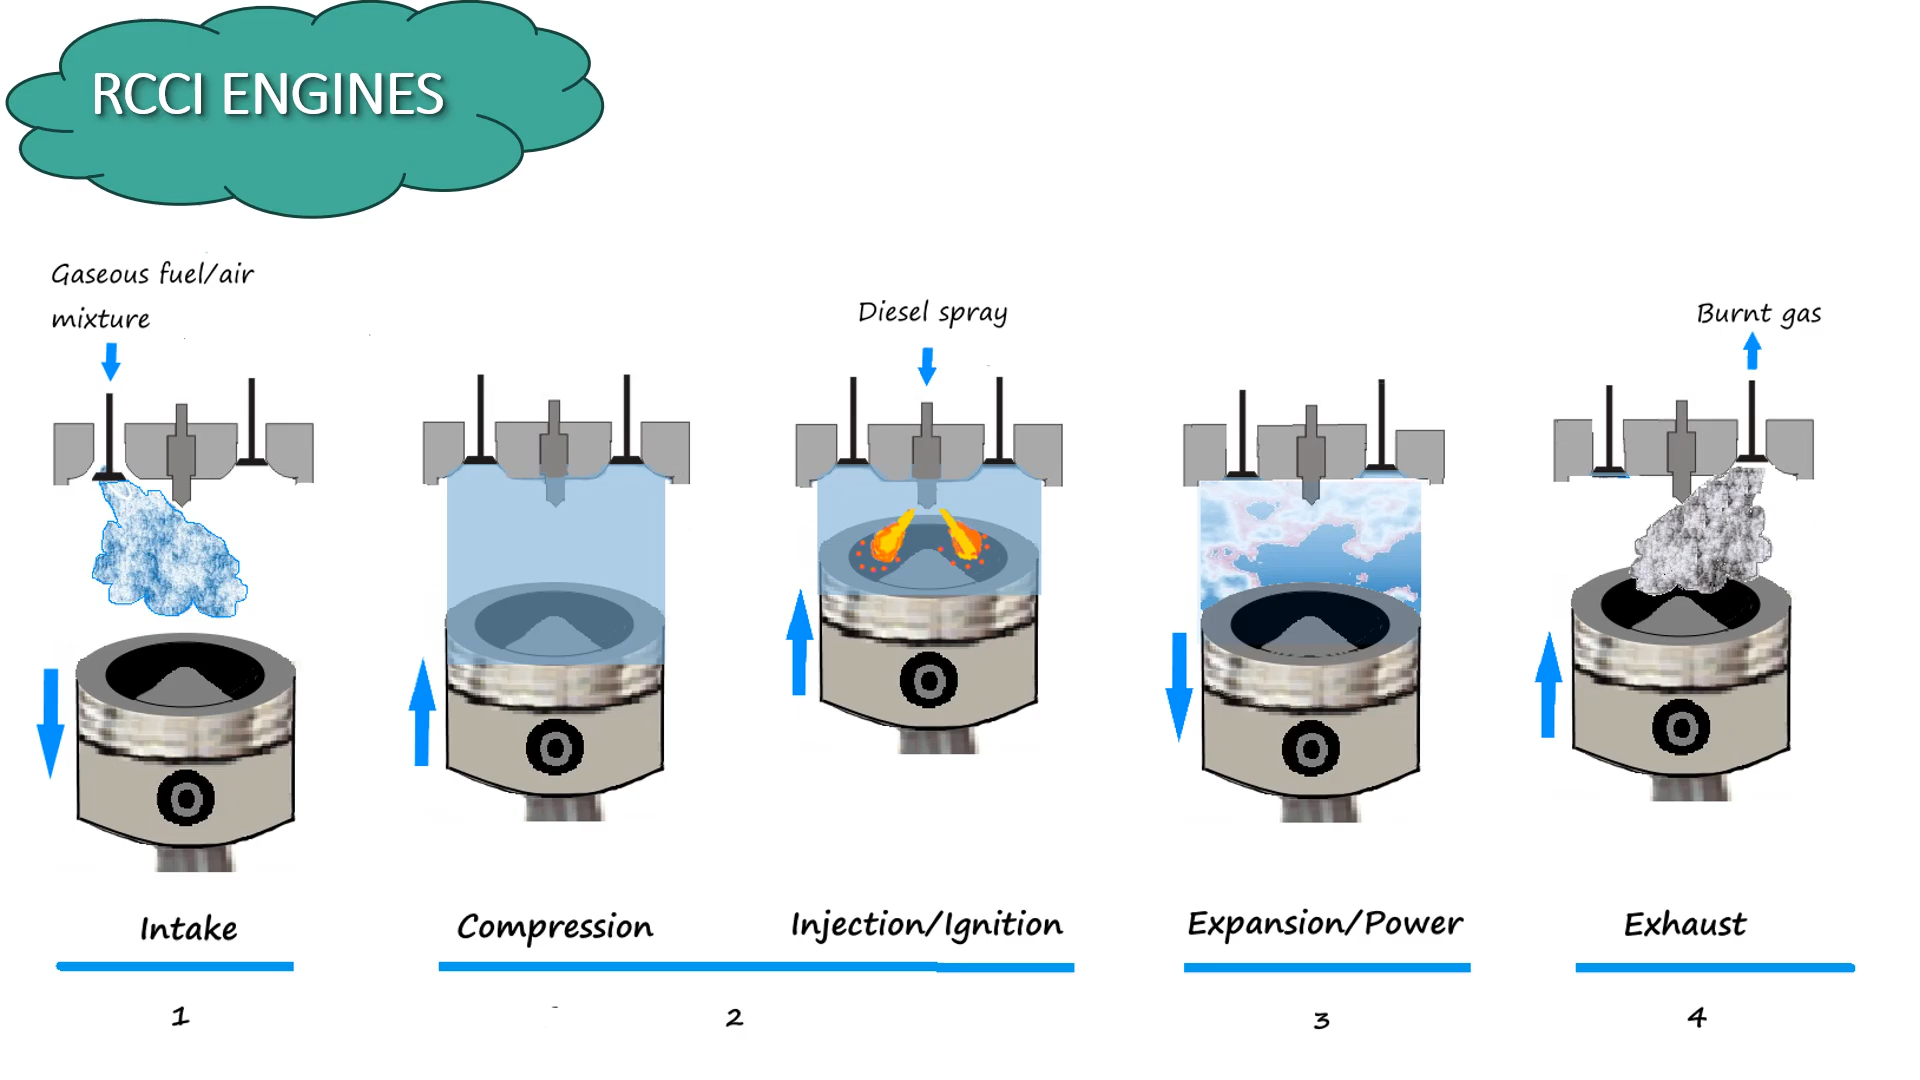 RCCI ENGINES
Gaseous fuel/air
mixture
Diesel spray
Burnt gas
Intake
Compression
Injection/Ignition
Expansion/Power
Exhaust
1
2
3
4